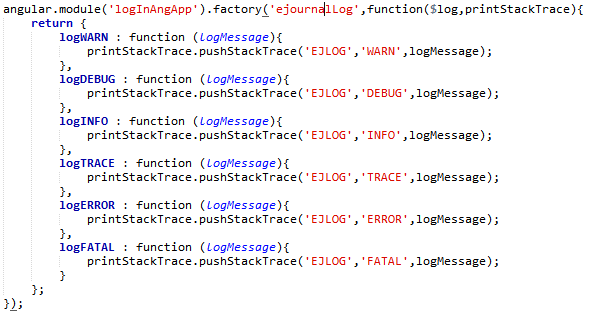 angular.module('logInAngApp').factory('ejournalLog',function($log,printStackTrace){
    return {
        logWARN : function (logMessage){
            printStackTrace.pushStackTrace('EJLOG','WARN',logMessage);
        },
        logDEBUG : function (logMessage){
            printStackTrace.pushStackTrace('EJLOG','DEBUG',logMessage);
        },
        logINFO : function (logMessage){
            printStackTrace.pushStackTrace('EJLOG','INFO',logMessage);
        },
        logTRACE : function (logMessage){
            printStackTrace.pushStackTrace('EJLOG','TRACE',logMessage);
        },
        logERROR : function (logMessage){
            printStackTrace.pushStackTrace('EJLOG','ERROR',logMessage);
        },
        logFATAL : function (logMessage){
            printStackTrace.pushStackTrace('EJLOG','FATAL',logMessage);
        }
    };
});